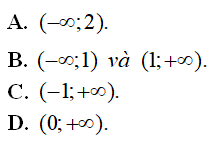 A. (−∞;2).
B. (−∞;1) và (1;+∞).
C. (−1;+∞).
D. (0;+∞).